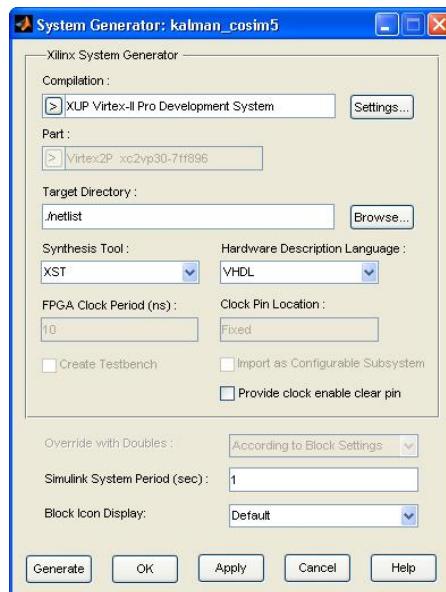 System Generator: kalman_cosim5
Xilinx System Generator
Compilation :
> XUP Virtex-II Pro Development System Settings...
Part :
> Virtex2P xc2vp30-7ff896
Target Directory :
./netlist Browse...
Synthesis Tool : Hardware Description Language :
XST VHDL
FPGA Clock Period (ns) : Clock Pin Location :
10 Fixed
Create Testbench Import as Configurable Subsystem
Provide clock enable clear pin
Override with Doubles : According to Block Settings
Simulink System Period (sec) : 1
Block Icon Display: Default
Generate OK Apply Cancel Help